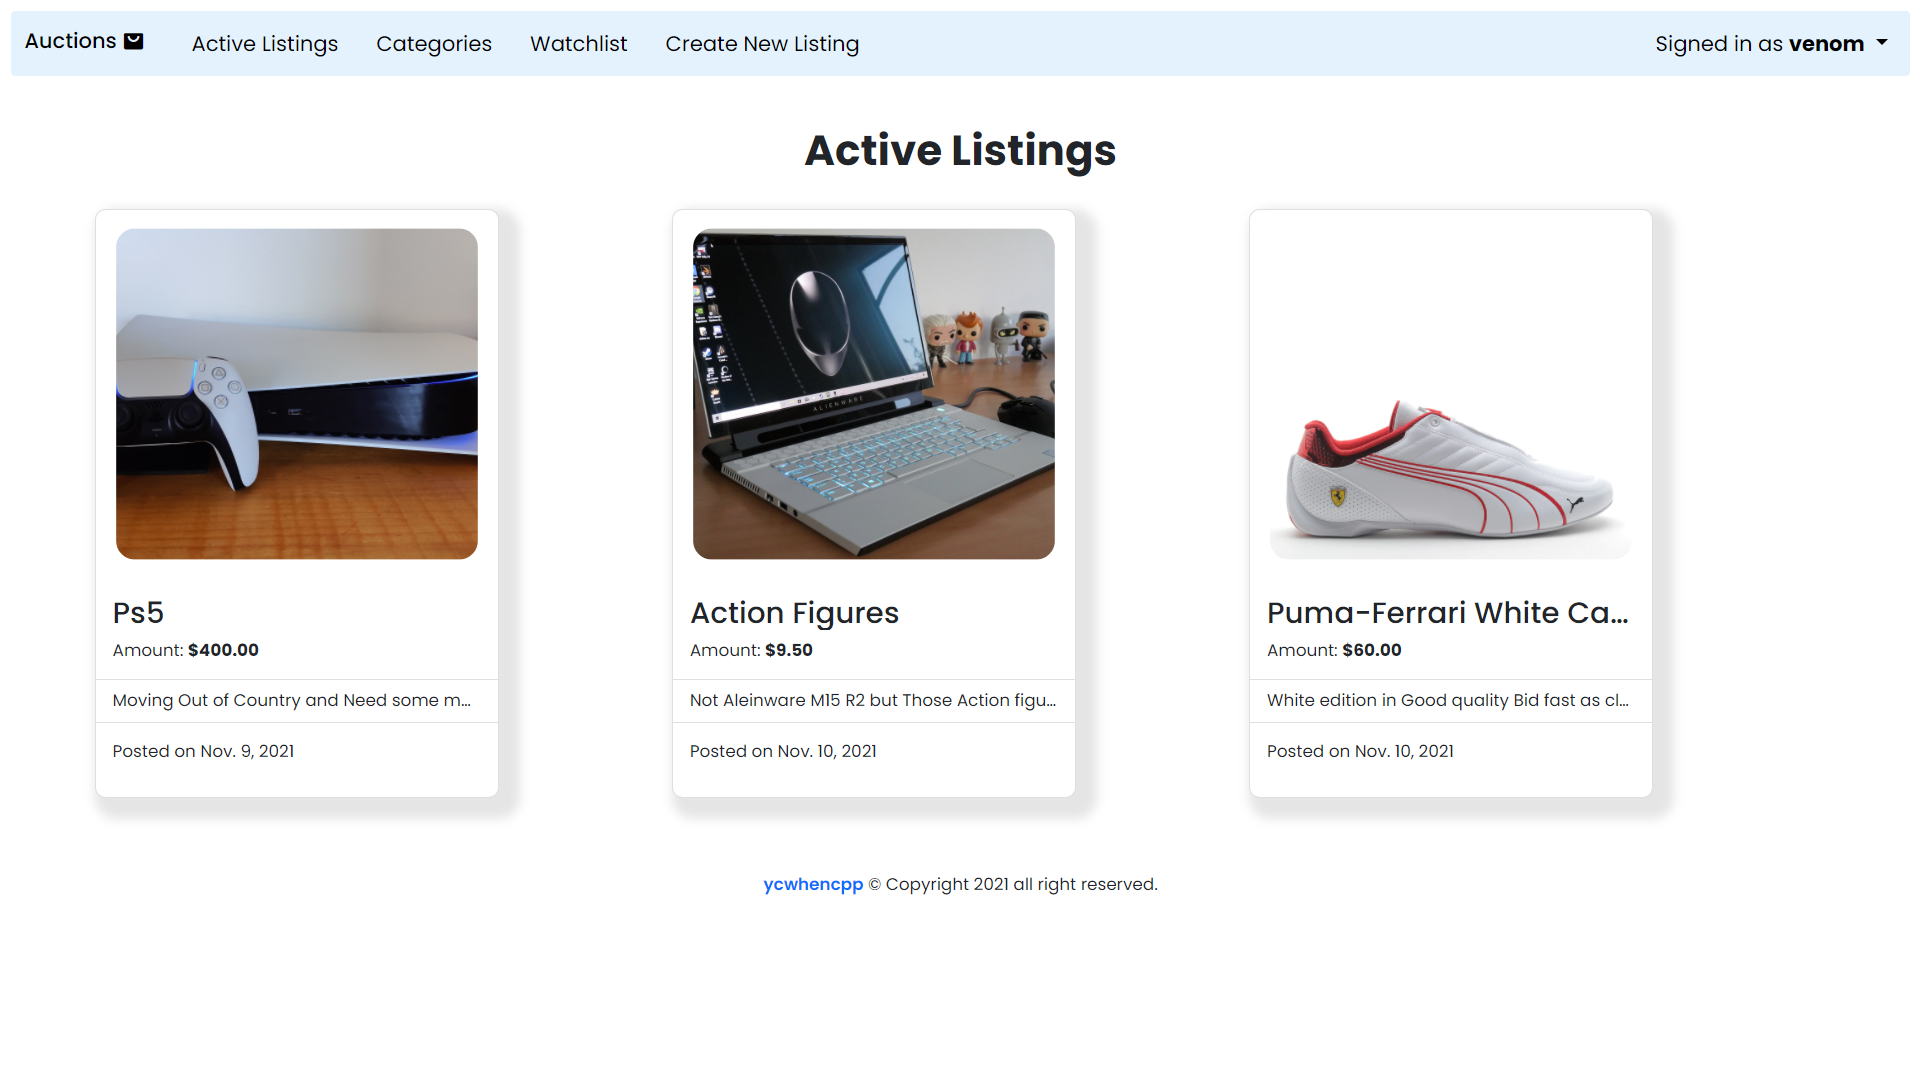 Auctions
Active Listings
Categories
Watchlist
Create New Listing
Signed in as venom
Active Listings
ALIENWARE
Ps5
Amount: $400.00
Moving Out of Country and Need some m...
Posted on Nov. 9, 2021
Action Figures
Amount: $9.50
Not Aleinware M15 R2 but Those Action figu...
Posted on Nov. 10, 2021
Puma-Ferrari White Ca...
Amount: $60.00
White edition in Good quality Bid fast as cl...
Posted on Nov. 10, 2021
ycwhencpp © Copyright 2021 all right reserved.